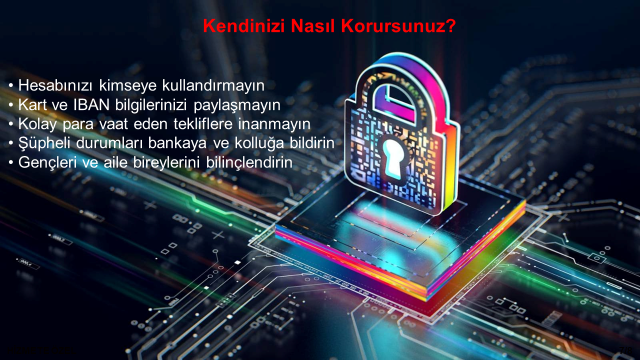 Kendinizi Nasıl Korursunuz?
• Hesabınızı kimseye kullandırmayın
• Kart ve IBAN bilgilerinizi paylaşmayın
• Kolay para vaat eden tekliflere inanmayın
• Şüpheli durumları bankaya ve kolluğa bildirin
• Gençleri ve aile bireylerini bilinçlendirin